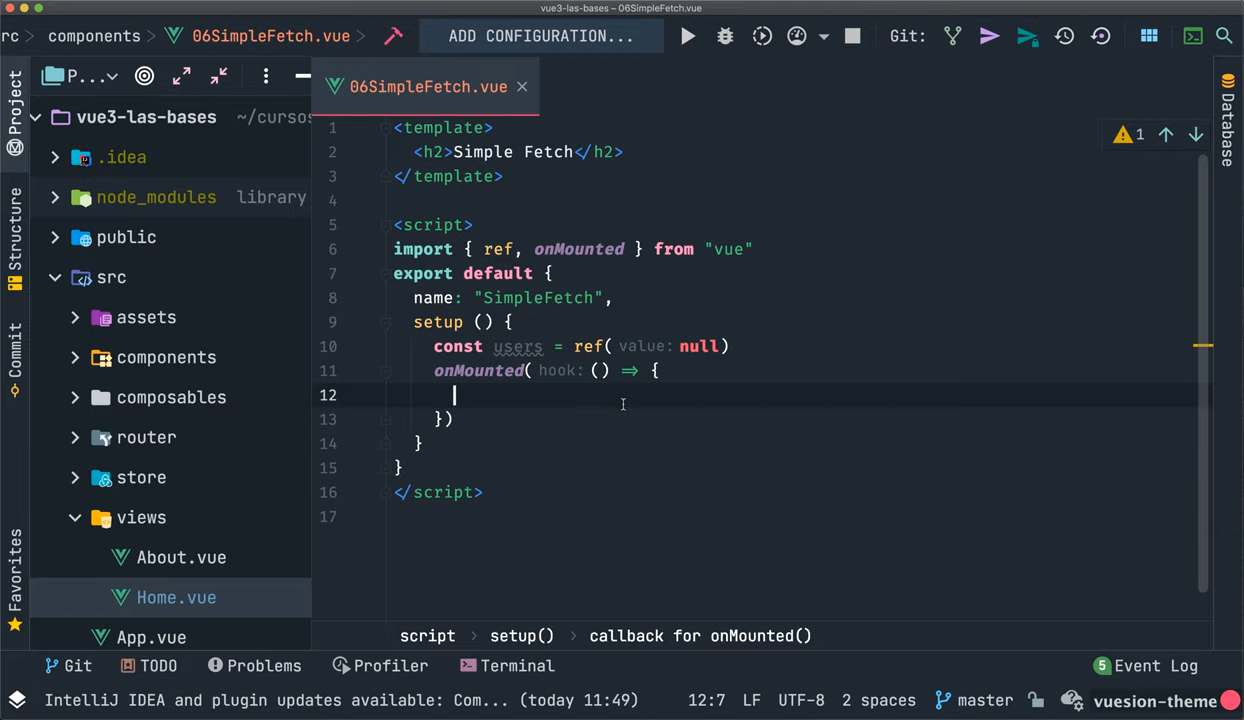 vue3-las-bases – 06SimpleFetch.vue
rc components 06SimpleFetch.vue ADD CONFIGURATION... Git:
P... 06SimpleFetch.vue
Project
Structure
Commit
Favorites
Database
vue3-las-bases ~/cursos
.idea
node_modules library
public
src
assets
components
composables
router
store
views
About.vue
Home.vue
App.vue
1
1 <template>
2 <h2>Simple Fetch</h2>
3 </template>
4
5 <script>
6 import { ref, onMounted } from "vue"
7 export default {
8 name: "SimpleFetch",
9 setup () {
10 const users = ref( value: null)
11 onMounted( hook: () => {
12
13 })
14 }
15 }
16 </script>
17
script > setup() > callback for onMounted()
Git TODO Problems Profiler Terminal 5 Event Log
IntelliJ IDEA and plugin updates available: Com... (today 11:49) 12:7 LF UTF-8 2 spaces master vuesion-theme